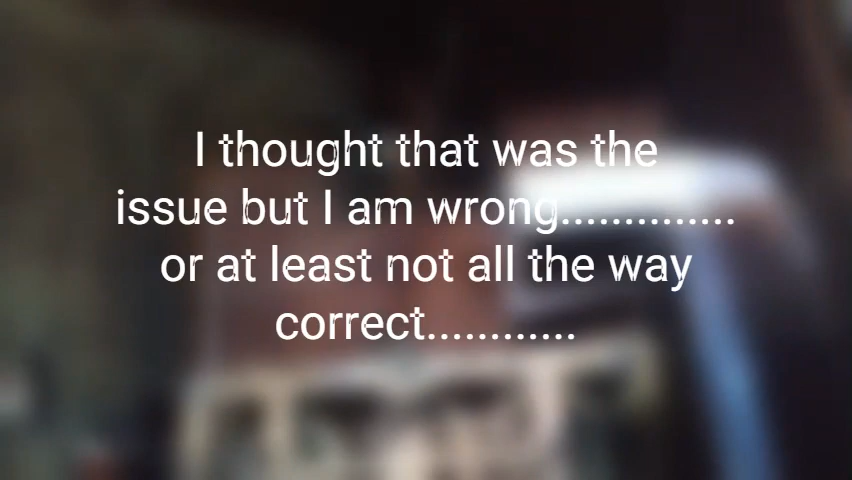 I thought that was the
issue but I am wrong..............
or at least not all the way
correct............